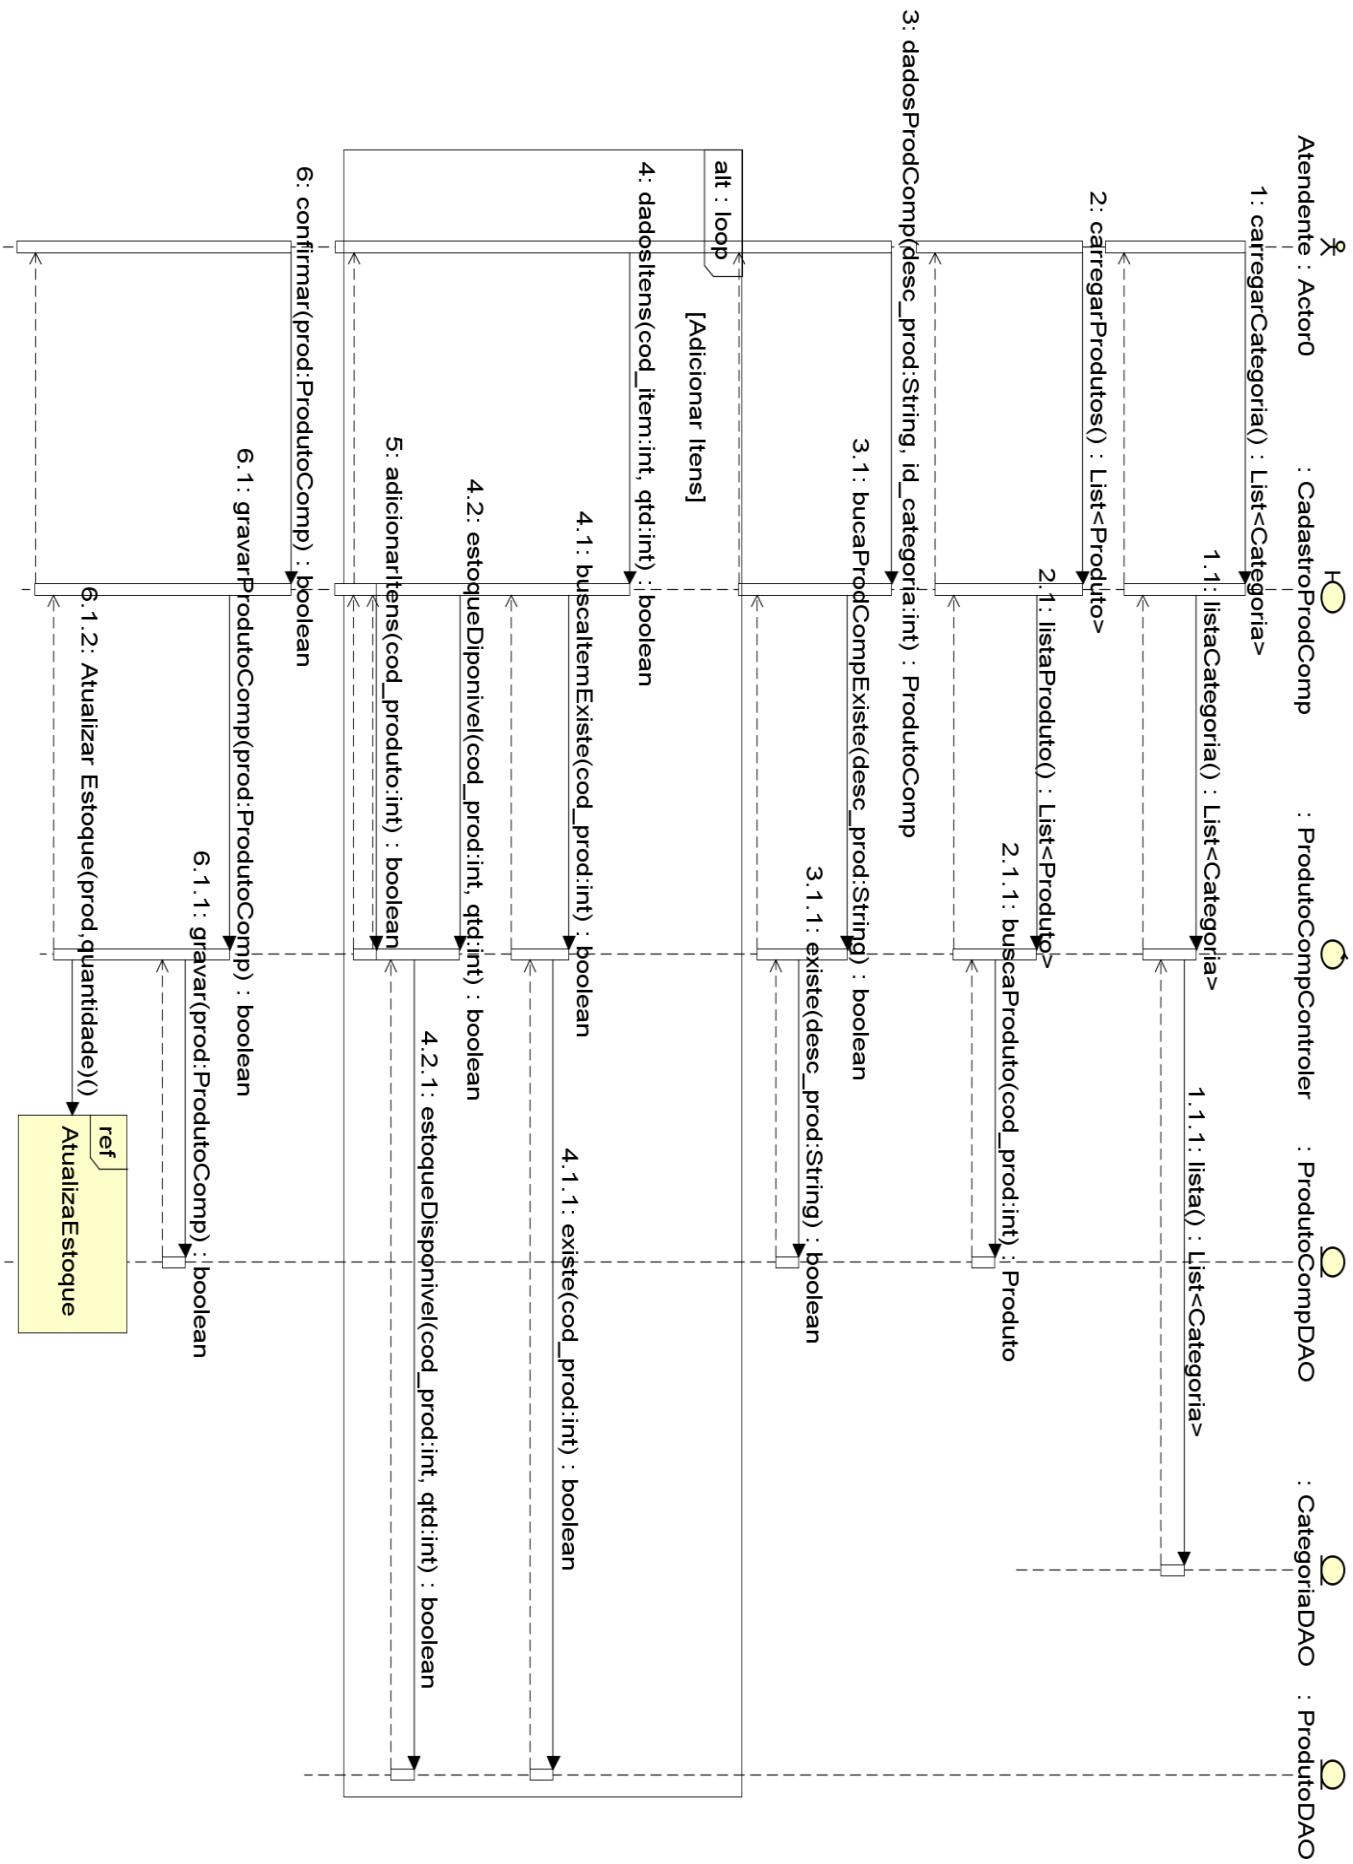 Atendente : Actor0
: CadastroProdComp
: ProdutoCompControler
: ProdutoCompDAO
: CategoriaDAO
: ProdutoDAO
1: carregarCategoria() : List<Categoria>
1.1: listaCategoria() : List<Categoria>
1.1.1: lista() : List<Categoria>
2: carregarProdutos() : List<Produto>
2.1: listaProduto() : List<Produto>
2.1.1: buscaProduto(cod_prod:int) : Produto
3: dadosProdComp(desc_prod:String, id_categoria:int) : ProdutoComp
3.1: bucaProdCompExiste(desc_prod:String) : boolean
3.1.1: existe(desc_prod:String) : boolean
alt : loop
[Adicionar Itens]
4: dadosItens(cod_item:int, qtd:int) : boolean
4.1: buscaItemExiste(cod_prod:int) : boolean
4.1.1: existe(cod_prod:int) : boolean
4.2: estoqueDiponivel(cod_prod:int, qtd:int) : boolean
4.2.1: estoqueDisponivel(cod_prod:int, qtd:int) : boolean
5: adicionarItens(cod_produto:int) : boolean
6: confirmar(prod:ProdutoComp) : boolean
6.1: gravarProdutoComp(prod:ProdutoComp) : boolean
6.1.1: gravar(prod:ProdutoComp) : boolean
6.1.2: Atualizar Estoque(prod,quantidade)()
ref
AtualizaEstoque